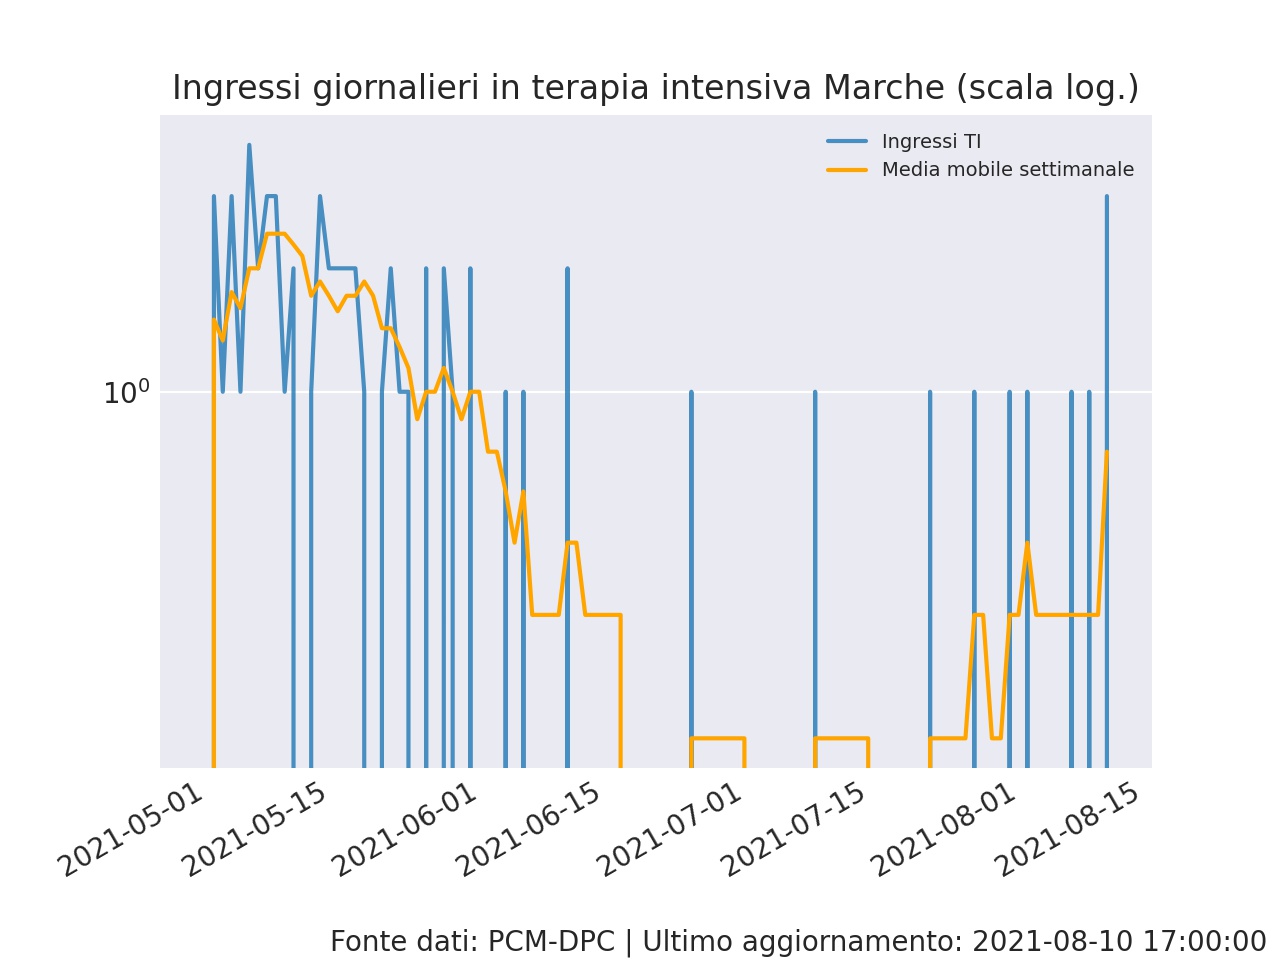 Ingressi giornalieri in terapia intensiva Marche (scala log.)
Ingressi TI
Media mobile settimanale
10⁰
2021-05-01
2021-05-15
2021-06-01
2021-06-15
2021-07-01
2021-07-15
2021-08-01
2021-08-15
Fonte dati: PCM-DPC | Ultimo aggiornamento: 2021-08-10 17:00:00